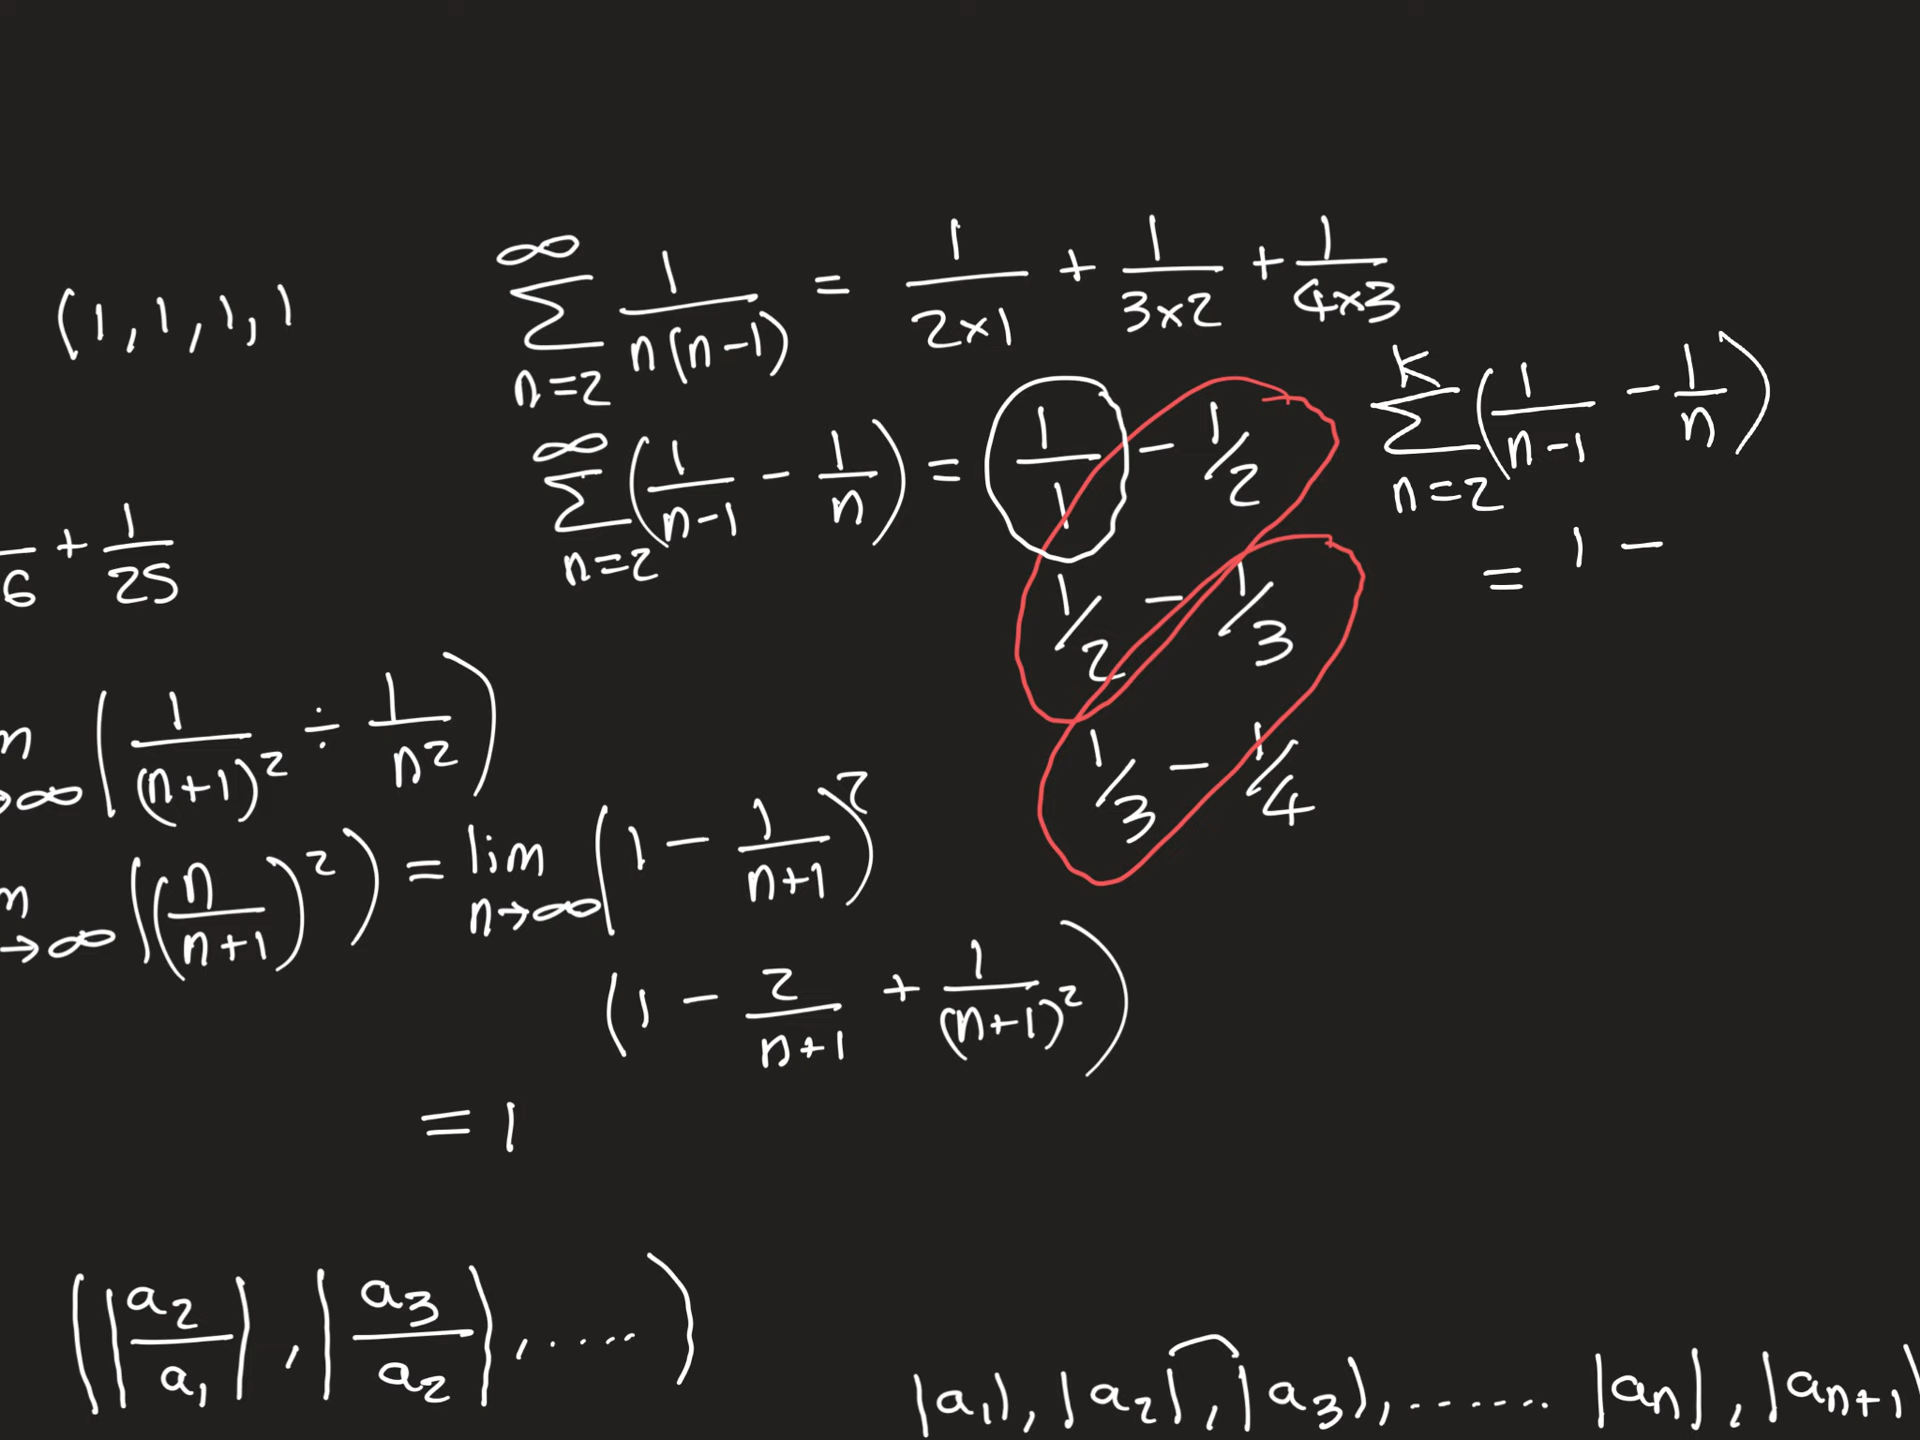 (1, 1, 1, 1
∞ ∑ n=2 1/n(n-1) = 1/2×1 + 1/3×2 + 1/4×3
∞ ∑ n=2 (1/n-1 - 1/n) = 1/1 - 1/2
1/2 - 1/3
1/3 - 1/4
K ∑ n=2 (1/n-1 - 1/n)
= 1 -
6 + 1/25
m →∞ (1/(n+1)² ÷ 1/n²)
m →∞ ((n/n+1)²) = lim n→∞ (1 - 1/n+1)²
(1 - 2/n+1 + 1/(n+1)²)
= 1
(|a₂/a₁|, |a₃/a₂|, .....)
|a₁|, |a₂|, |a₃|, ....... |aₙ|, |aₙ₊₁|